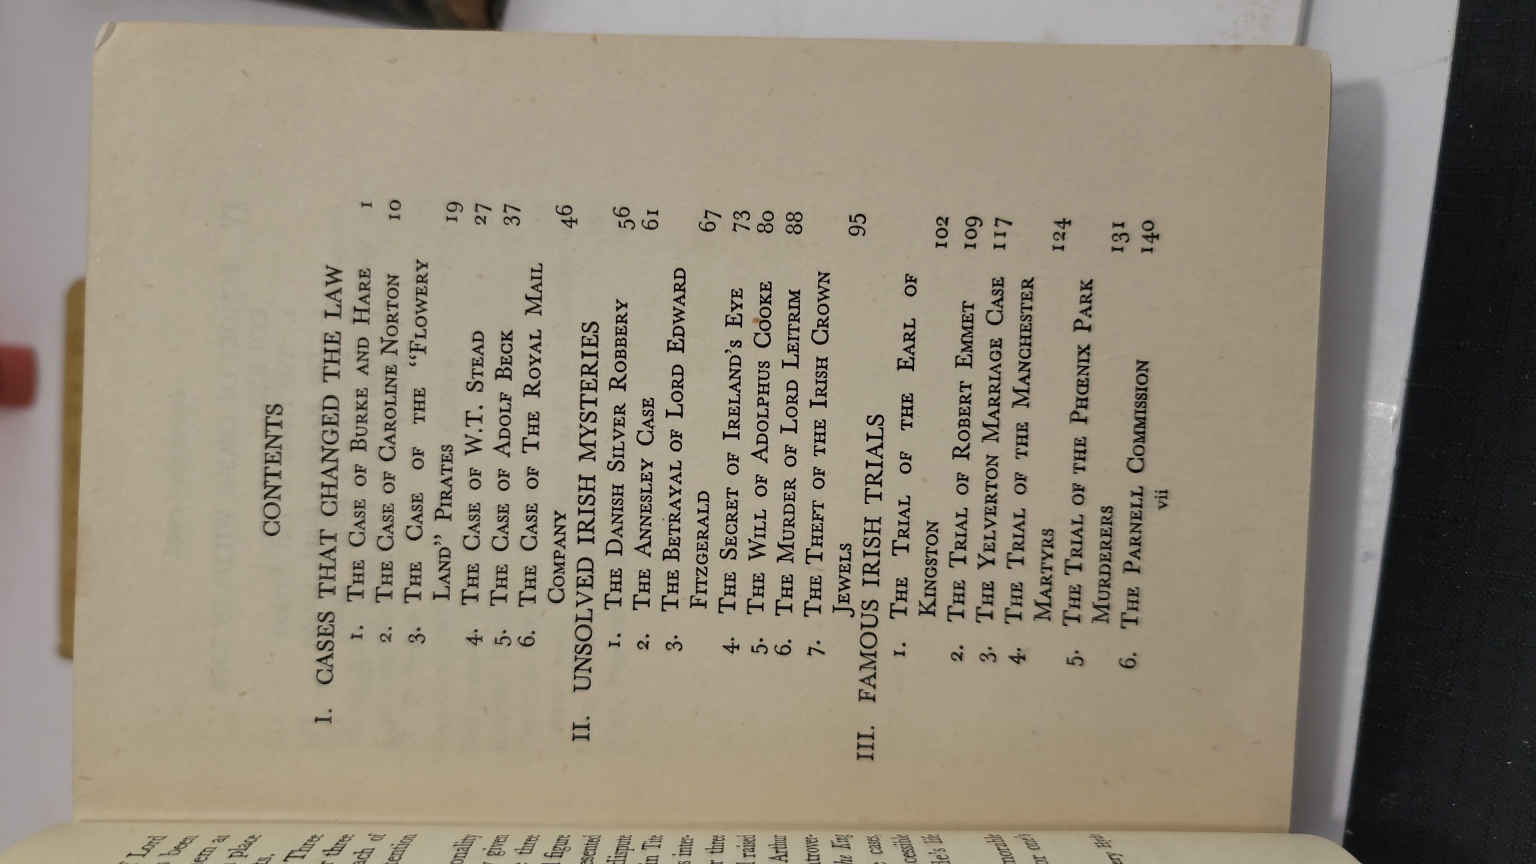 CONTENTS
I. CASES THAT CHANGED THE LAW
1. THE CASE OF BURKE AND HARE 1
2. THE CASE OF CAROLINE NORTON 10
3. THE CASE OF THE "FLOWERY
LAND" PIRATES 19
4. THE CASE OF W.T. STEAD 27
5. THE CASE OF ADOLF BECK 37
6. THE CASE OF THE ROYAL MAIL
COMPANY 46
II. UNSOLVED IRISH MYSTERIES
1. THE DANISH SILVER ROBBERY 56
2. THE ANNESLEY CASE 61
3. THE BETRAYAL OF LORD EDWARD
FITZGERALD 67
4. THE SECRET OF IRELAND'S EYE 73
5. THE WILL OF ADOLPHUS COOKE 80
6. THE MURDER OF LORD LEITRIM 88
7. THE THEFT OF THE IRISH CROWN
JEWELS 95
III. FAMOUS IRISH TRIALS
1. THE TRIAL OF THE EARL OF
KINGSTON 102
2. THE TRIAL OF ROBERT EMMET 109
3. THE YELVERTON MARRIAGE CASE 117
4. THE TRIAL OF THE MANCHESTER
MARTYRS 124
5. THE TRIAL OF THE PHŒNIX PARK
MURDERERS 131
6. THE PARNELL COMMISSION 140
vii